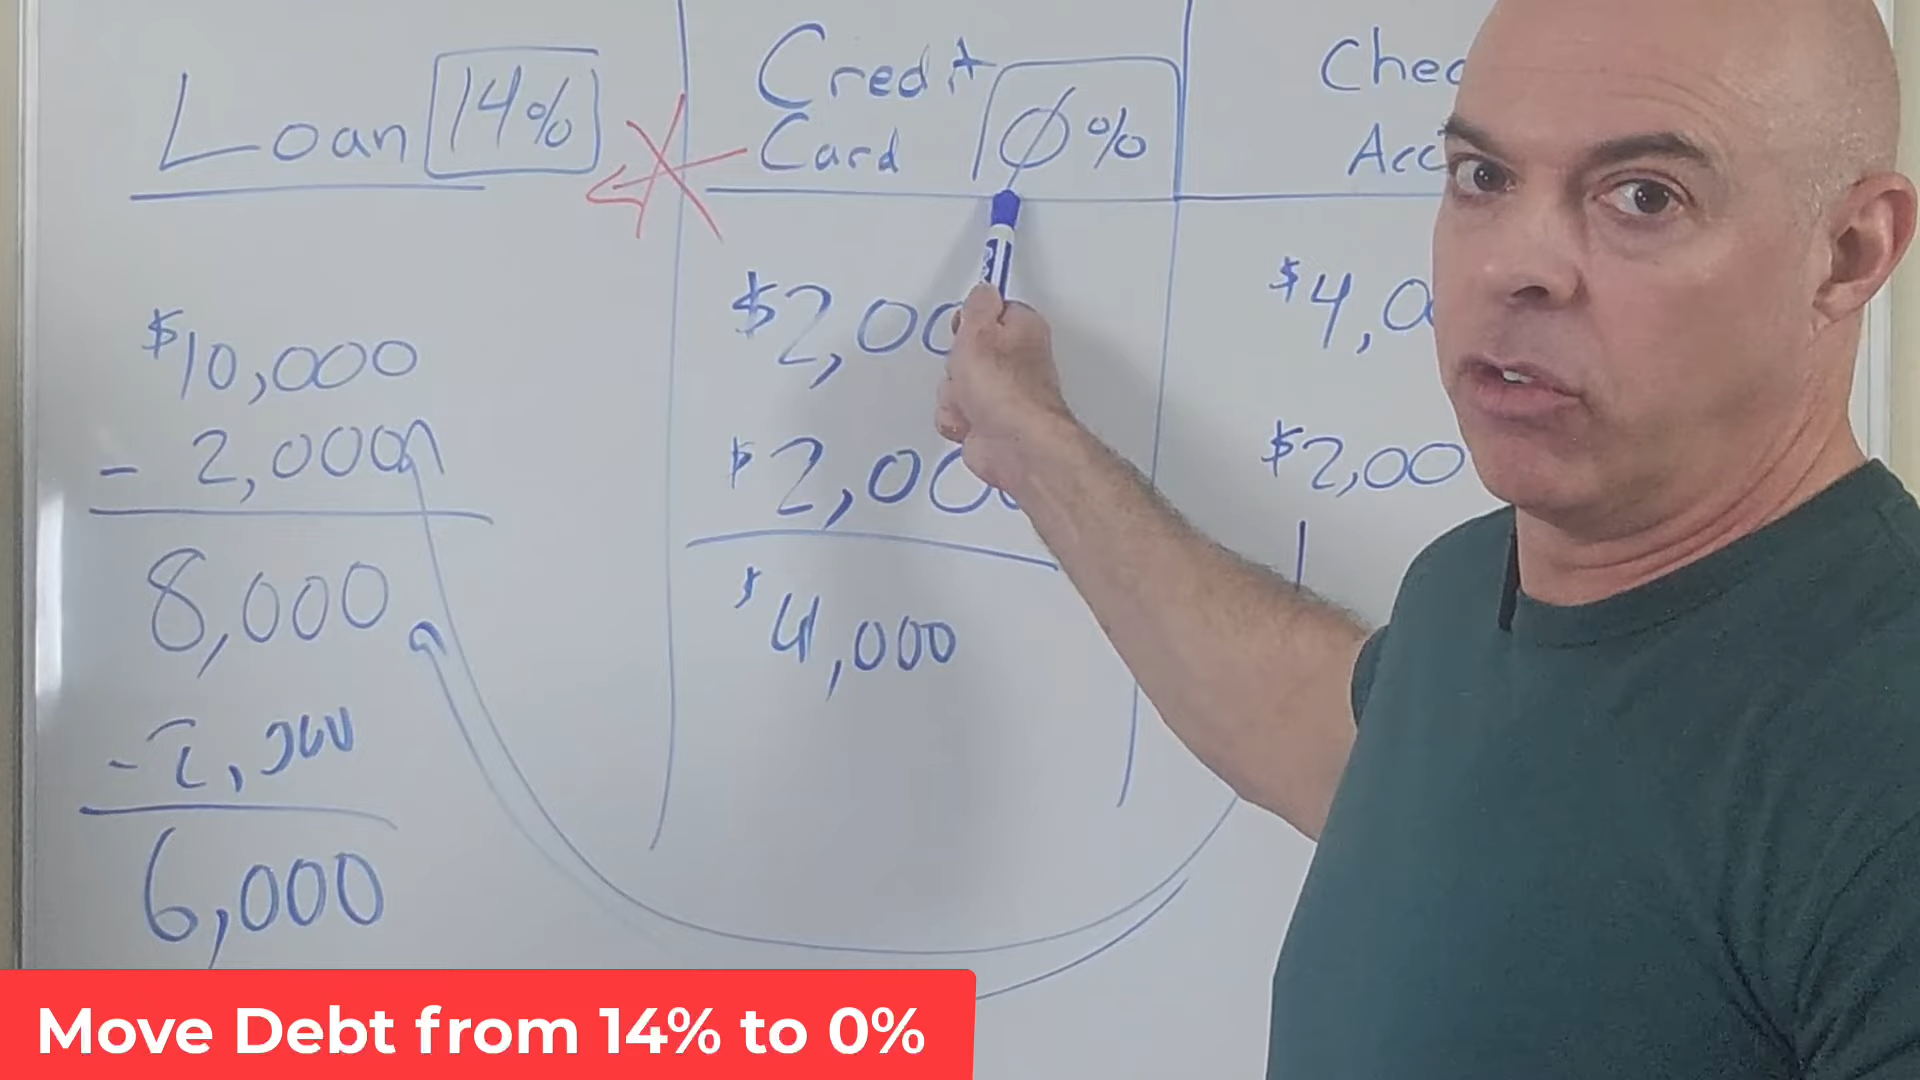 Loan 14%
$10,000
- 2,000
8,000
6,000
Credit
Card 0%
$2,00
$2,00
$4,000
Chec
Acc
$4,0
$2,00
Move Debt from 14% to 0%